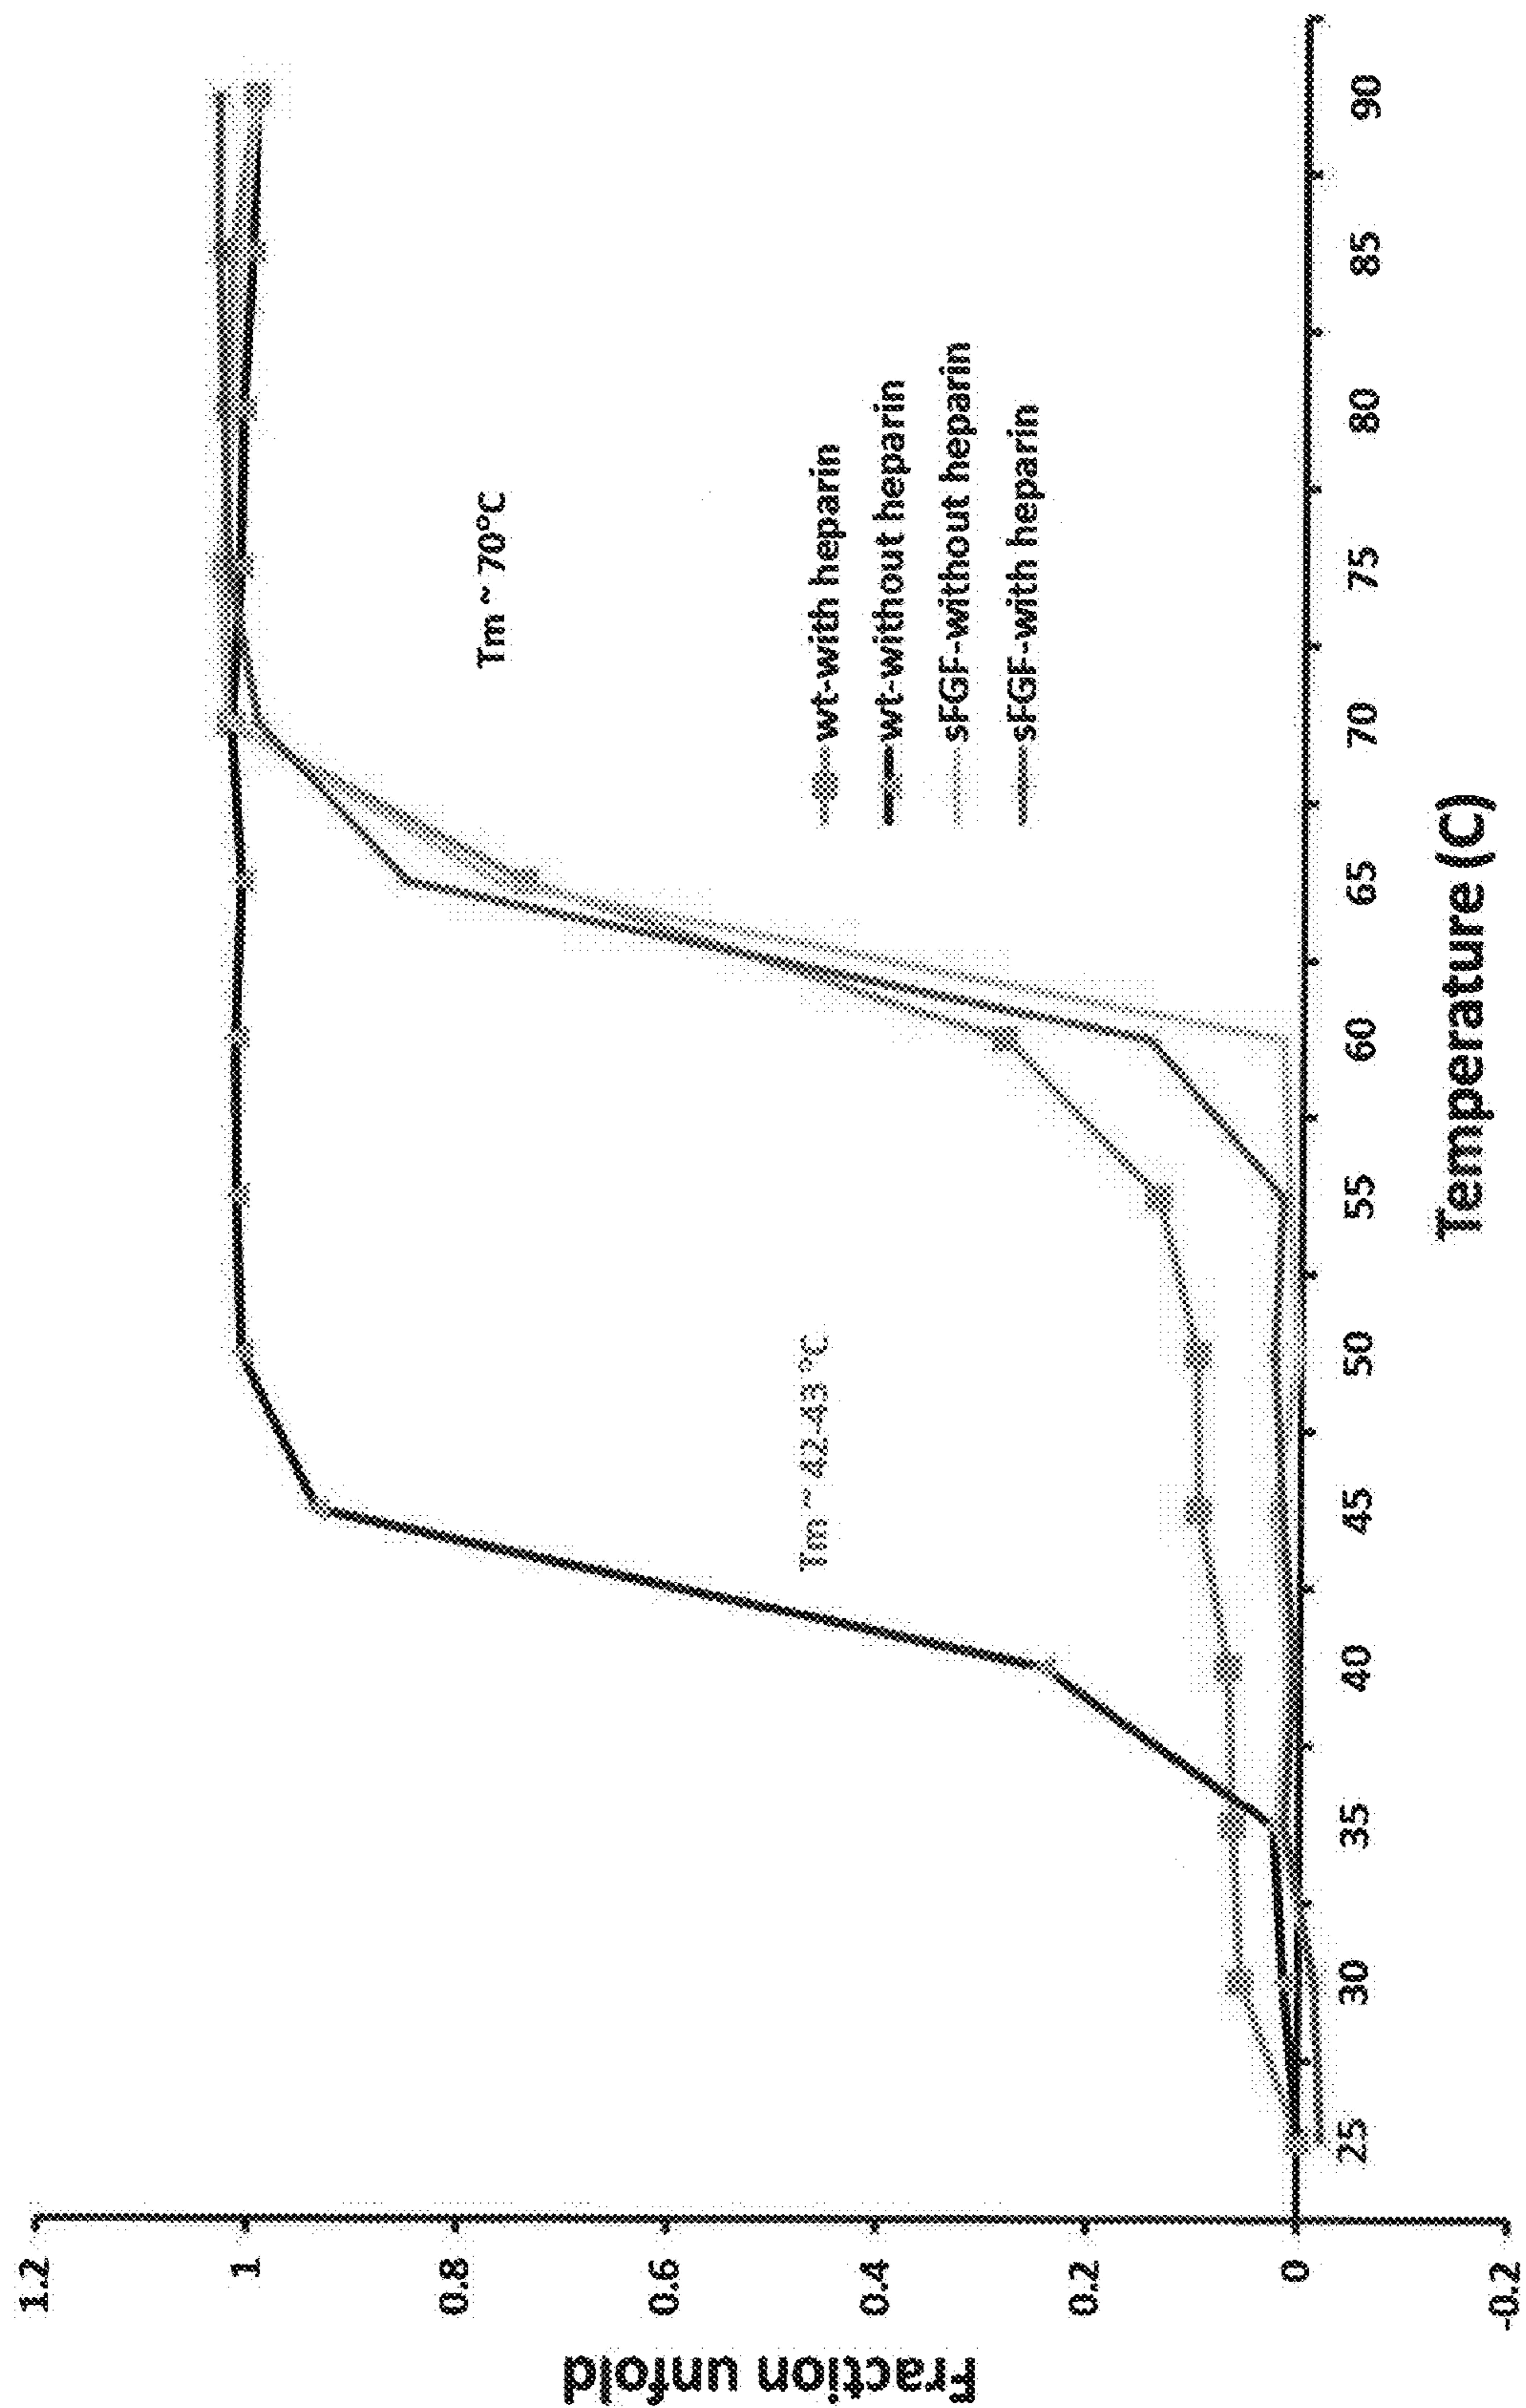 1.2
1
0.8
0.6
0.4
0.2
0
-0.2
Fraction unfold
Tm ~ 70°C
Tm ~ 42-43 °C
wt-with heparin
wt-without heparin
sFGF-without heparin
sFGF-with heparin
25 30 35 40 45 50 55 60 65 70 75 80 85 90
Temperature (C)